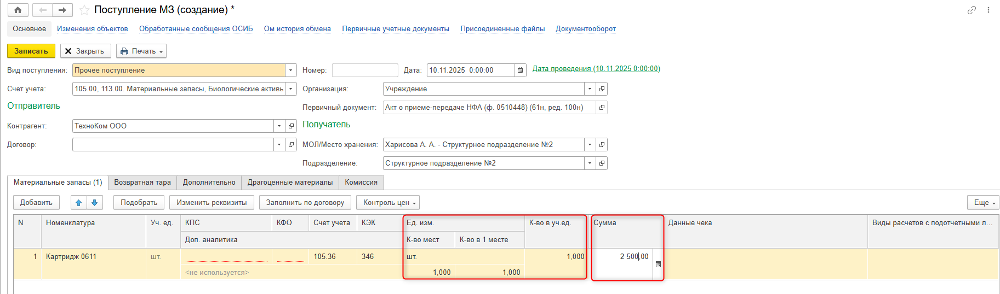 Поступление МЗ (создание) *
Основное Изменения объектов Обработанные сообщения ОСИБ Ом история обмена Первичные учетные документы Присоединенные файлы Документооборот
Записать Закрыть Печать
Вид поступления: Прочее поступление Номер: Дата: 10.11.2025 0:00:00 Дата проведения (10.11.2025 0:00:00)
Счет учета: 105.00, 113.00. Материальные запасы, Биологические активы Организация: Учреждение
Отправитель Первичный документ: Акт о приеме-передаче НФА (ф. 0510448) (61н, ред. 100н)
Контрагент: ТехноКом ООО Получатель
Договор: МОЛ/Место хранения: Харисова А. А. - Структурное подразделение №2
Подразделение: Структурное подразделение №2
Материальные запасы (1) Возвратная тара Дополнительно Драгоценные материалы Комиссия
Добавить Подобрать Изменить реквизиты Заполнить по договору Контроль цен Еще
N Номенклатура Уч. ед. КПС КФО Счет учета КЭК Ед. изм. К-во в уч.ед. Сумма Данные чека Виды расчетов с подотчетными л...
Доп. аналитика К-во мест К-во в 1 месте
1 Картридж 0611 шт. 105.36 346 шт. 1,000 2 500,00
<не используется> 1,000 1,000